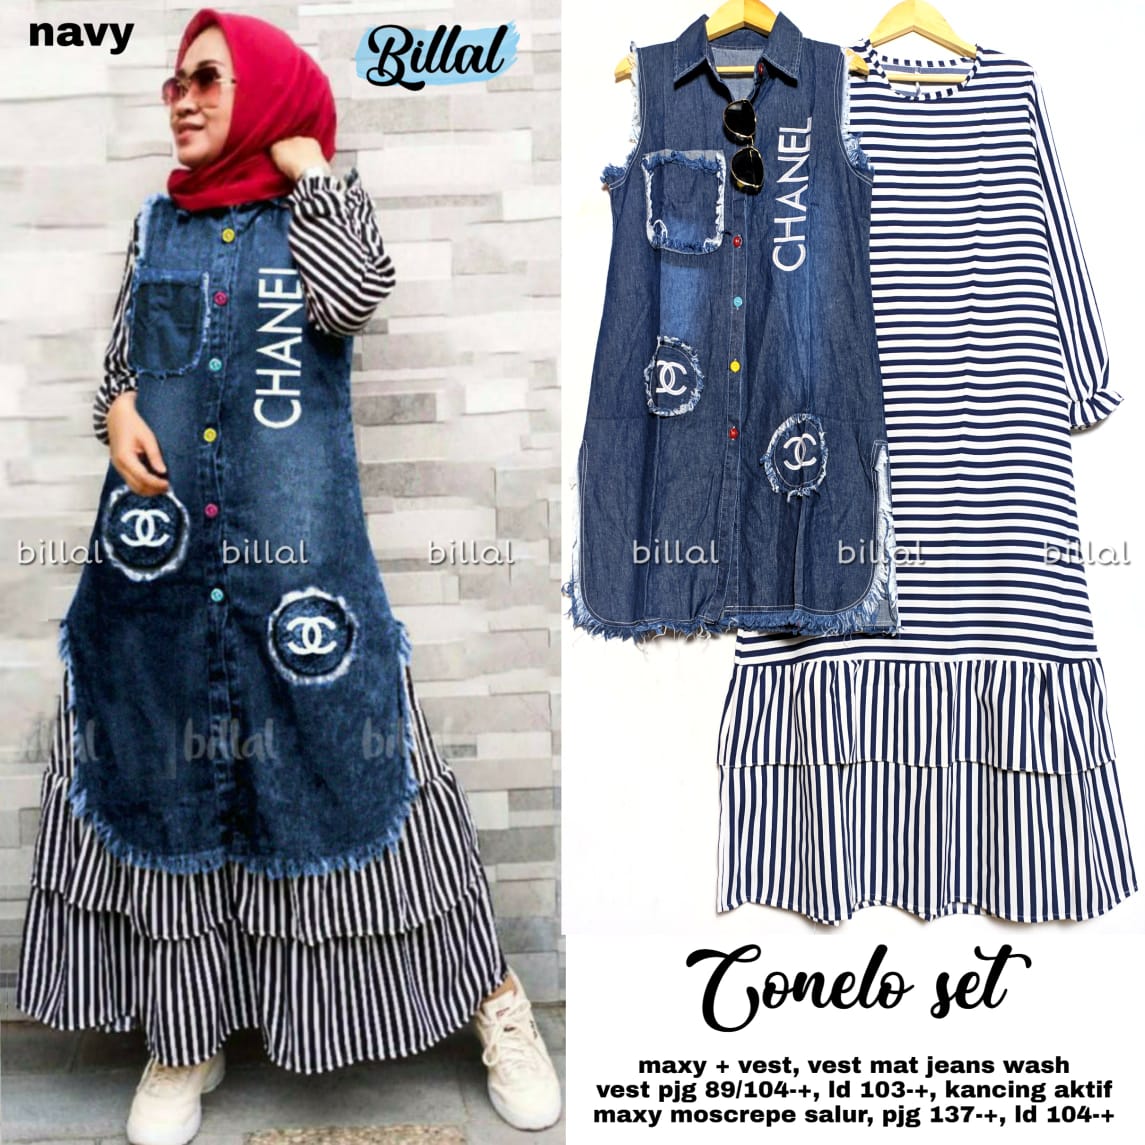 navy
Billal
CHANEL
CHANEL
billal billal billal billal billal billal
billal billal billal
Conelo set
maxy + vest, vest mat jeans wash
vest pjg 89/104-+, ld 103-+, kancing aktif
maxy moscrepe salur, pjg 137-+, ld 104-+